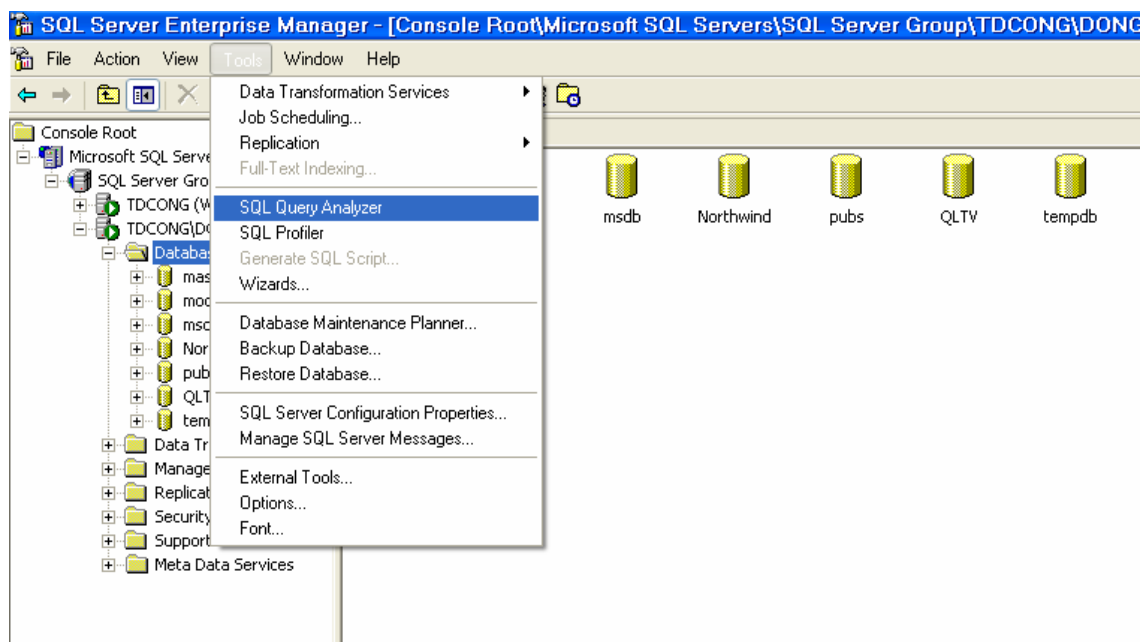 SQL Server Enterprise Manager - [Console Root\Microsoft SQL Servers\SQL Server Group\TDCONG\DONG
File Action View Tools Window Help
Data Transformation Services
Job Scheduling...
Replication
Full-Text Indexing...
SQL Query Analyzer
SQL Profiler
Generate SQL Script...
Wizards...
Database Maintenance Planner...
Backup Database...
Restore Database...
SQL Server Configuration Properties...
Manage SQL Server Messages...
External Tools...
Options...
Font...
Console Root
Microsoft SQL Serve
SQL Server Gro
TDCONG (W
TDCONG\DO
Databa
mas
mod
msd
Nor
pub
QLT
tem
Data Tr
Manage
Replicat
Security
Support
Meta Data Services
msdb Northwind pubs QLTV tempdb